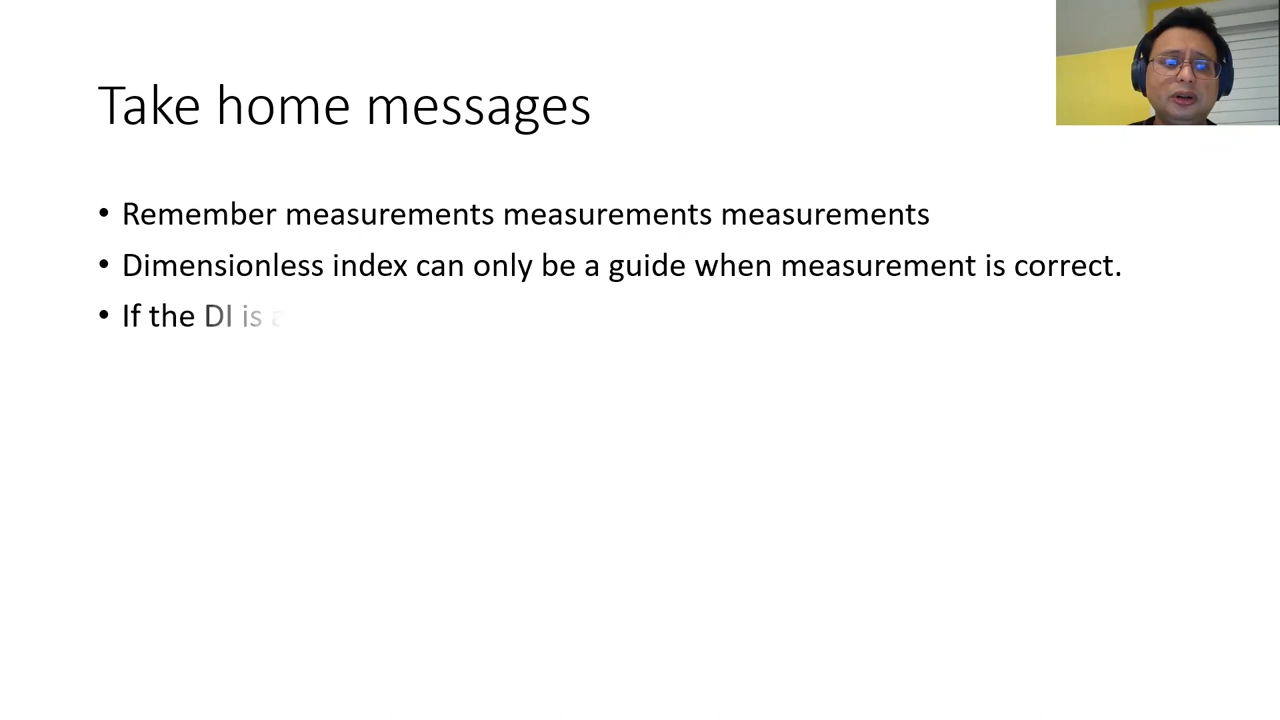 Take home messages
• Remember measurements measurements measurements
• Dimensionless index can only be a guide when measurement is correct.
• If the DI is